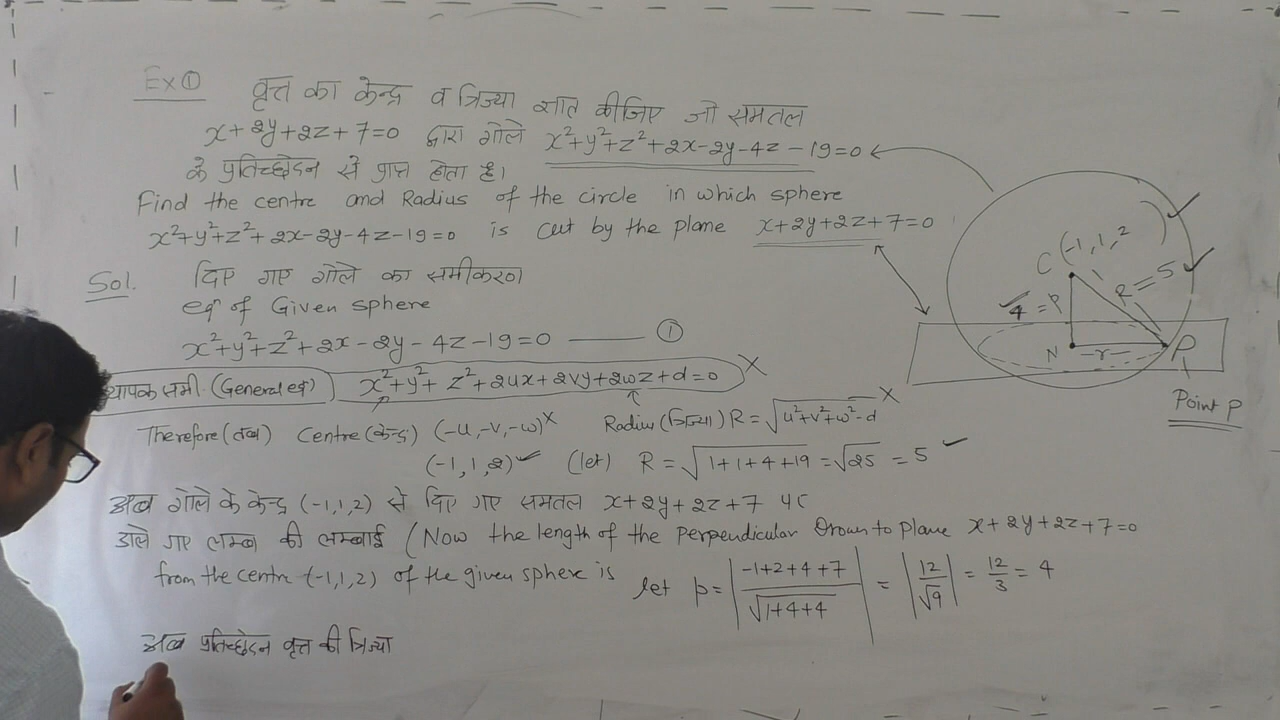 Ex ①
वृत्त का केन्द्र व त्रिज्या ज्ञात कीजिए जो समतल
x+2y+2z+7=0 द्वारा गोले x²+y²+z²+2x-2y-4z-19=0
के प्रतिच्छेदन से प्राप्त होता है।
Find the centre and Radius of the circle in which sphere
x²+y²+z²+2x-2y-4z-19=0 is cut by the plane x+2y+2z+7=0
Sol. दिए गए गोले का समीकरण
eqⁿ of Given sphere
x²+y²+z²+2x-2y-4z-19=0 —— ①
व्यापक समी. (General eqⁿ) x²+y²+z²+2ux+2vy+2wz+d=0
Therefore (तब) Centre (केन्द्र) (-u,-v,-w) Radius (त्रिज्या) R=√u²+v²+w²-d
(-1,1,2) (let) R=√1+1+4+19 = √25 = 5
अब गोले के केन्द्र (-1,1,2) से दिए गए समतल x+2y+2z+7 पर
डाले गए लम्ब की लम्बाई (Now the length of the perpendicular Drown to plane x+2y+2z+7=0
from the centre (-1,1,2) of the given sphere is let p=|-1+2+4+7/√1+4+4| = |12/√9| = 12/3 = 4
अब प्रतिच्छेदन वृत्त की त्रिज्या
C (-1,1,2)
R=5
4=P
N -r- P
Point P